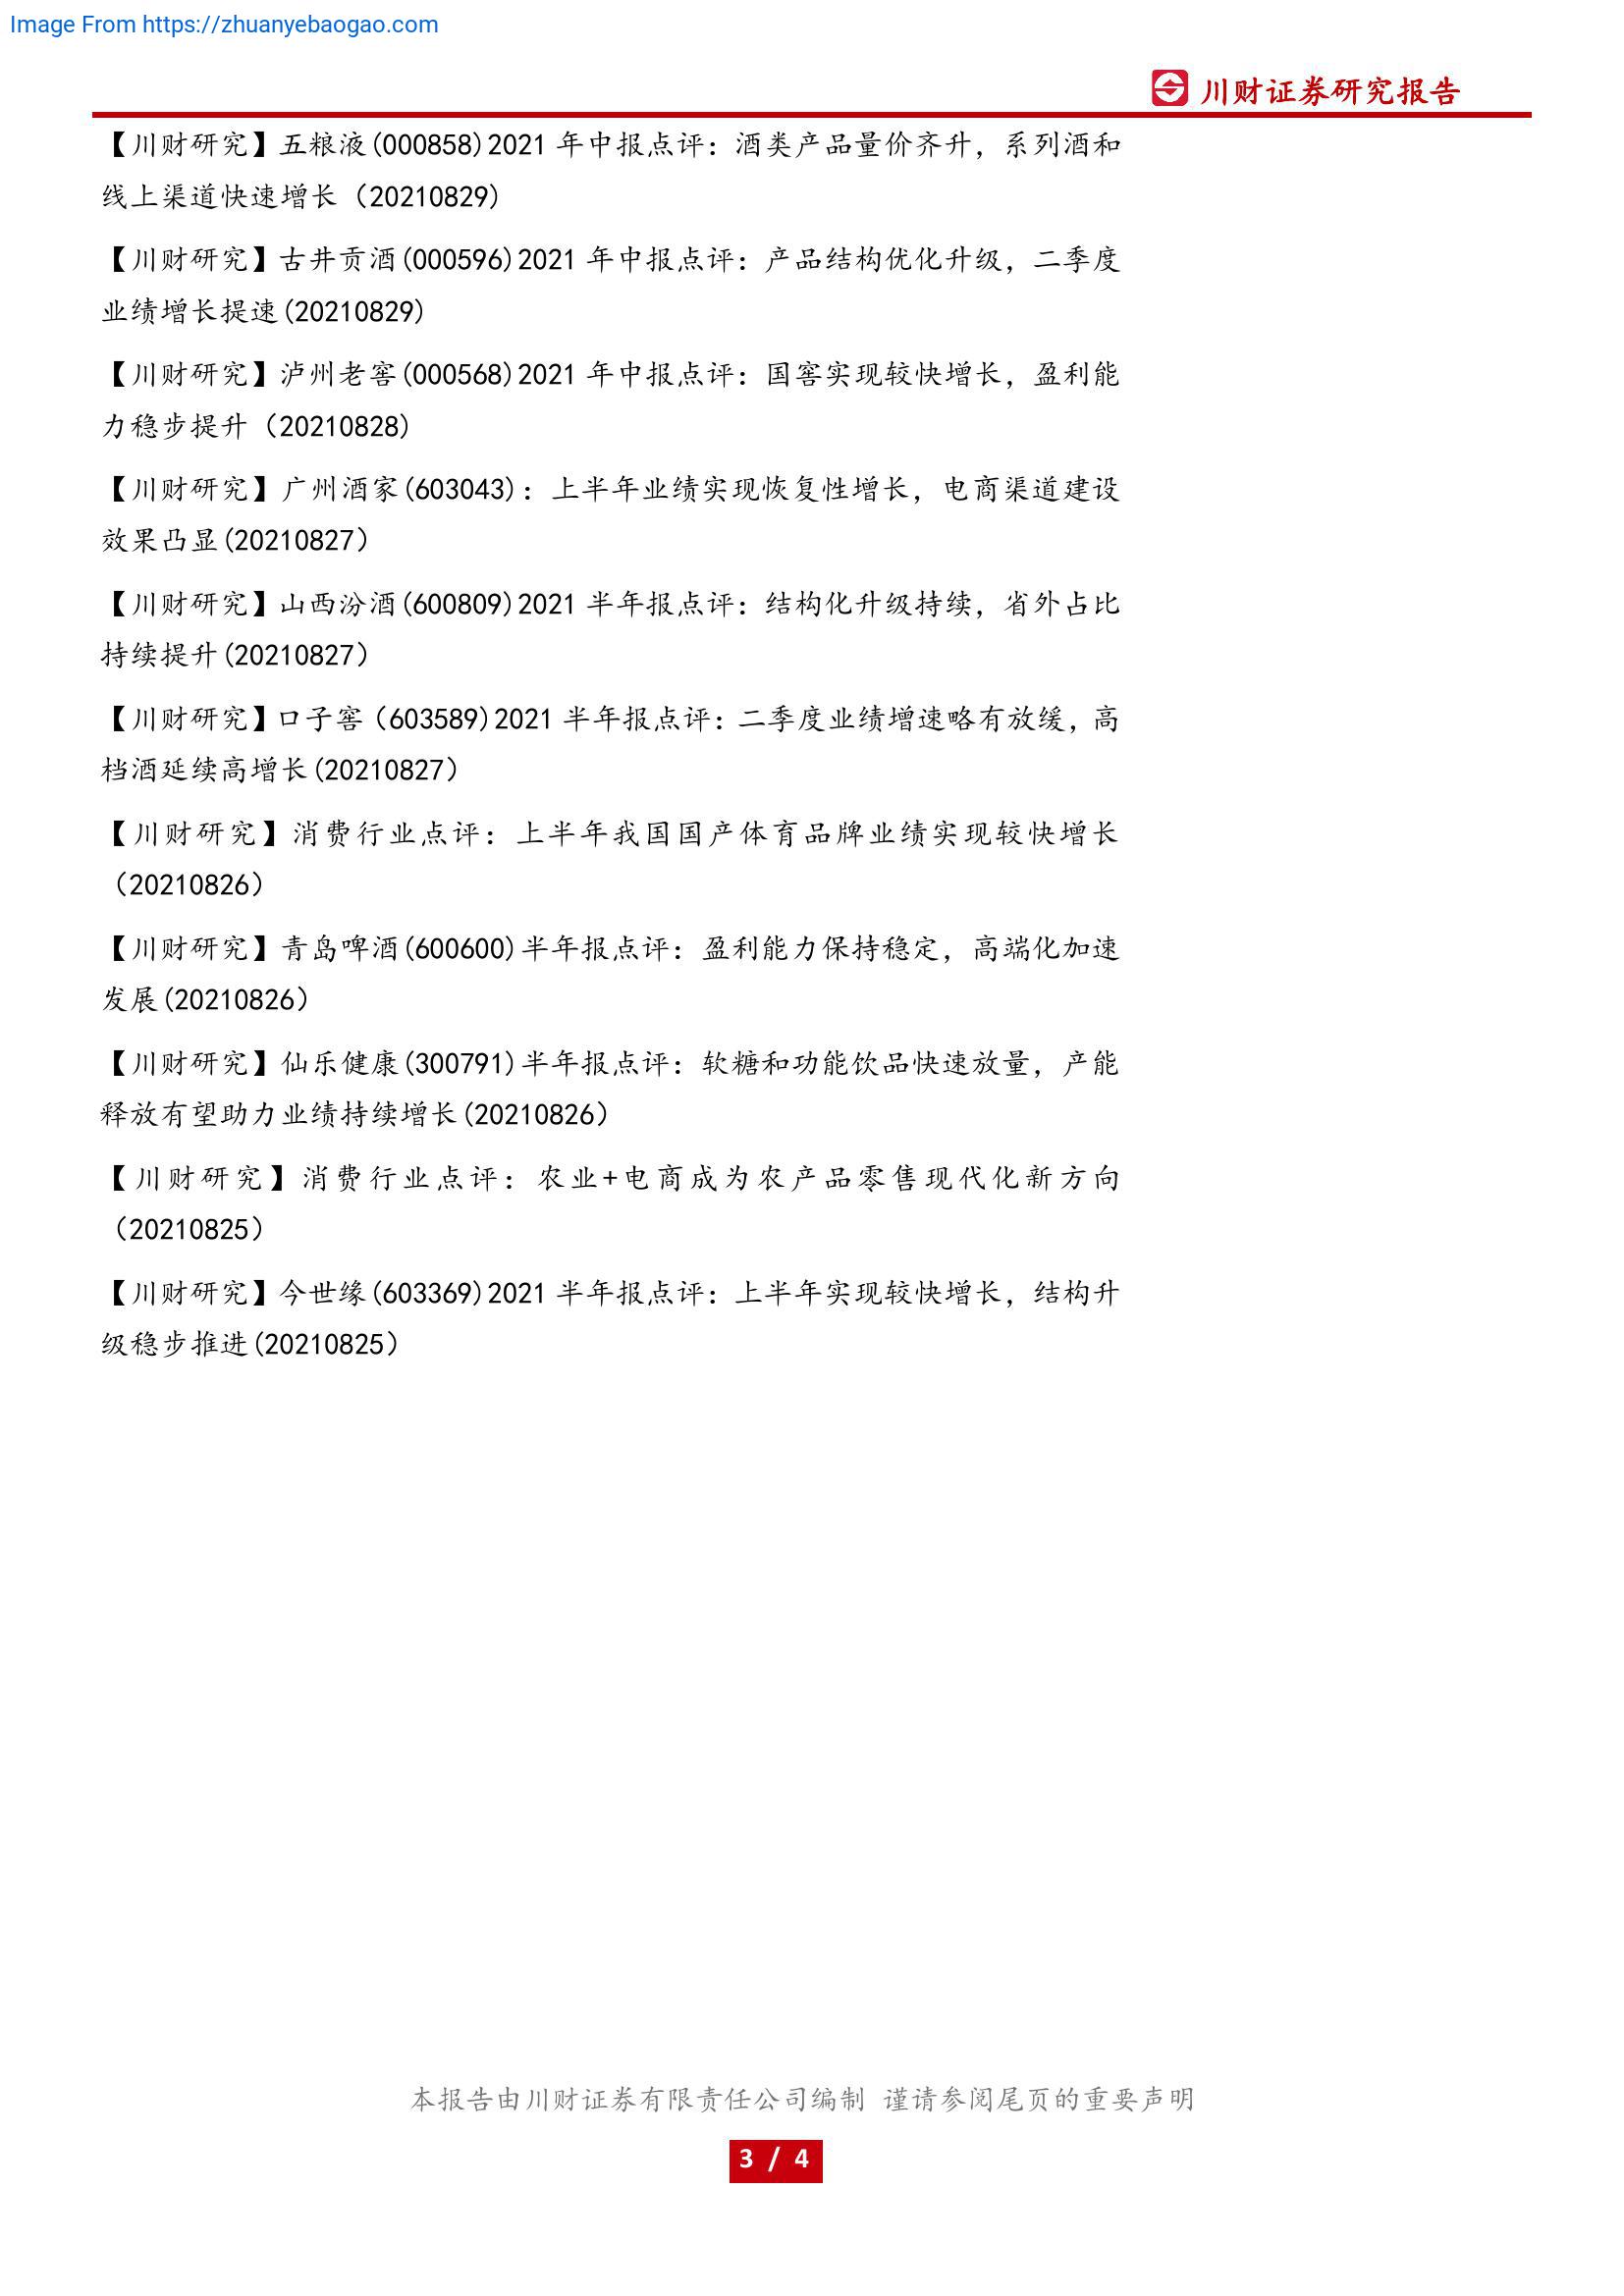 Image From https://zhuanyebaogao.com
川财证券研究报告
【川财研究】五粮液(000858)2021 年中报点评：酒类产品量价齐升，系列酒和
线上渠道快速增长（20210829)
【川财研究】古井贡酒(000596)2021 年中报点评：产品结构优化升级，二季度
业绩增长提速(20210829)
【川财研究】泸州老窖(000568)2021 年中报点评：国窖实现较快增长，盈利能
力稳步提升（20210828)
【川财研究】广州酒家(603043)：上半年业绩实现恢复性增长，电商渠道建设
效果凸显(20210827）
【川财研究】山西汾酒(600809)2021 半年报点评：结构化升级持续，省外占比
持续提升(20210827）
【川财研究】口子窖（603589)2021 半年报点评：二季度业绩增速略有放缓，高
档酒延续高增长(20210827）
【川财研究】消费行业点评：上半年我国国产体育品牌业绩实现较快增长
（20210826）
【川财研究】青岛啤酒(600600)半年报点评：盈利能力保持稳定，高端化加速
发展(20210826）
【川财研究】仙乐健康(300791)半年报点评：软糖和功能饮品快速放量，产能
释放有望助力业绩持续增长(20210826）
【川财研究】消费行业点评：农业+电商成为农产品零售现代化新方向
（20210825）
【川财研究】今世缘(603369)2021 半年报点评：上半年实现较快增长，结构升
级稳步推进(20210825）
本报告由川财证券有限责任公司编制 谨请参阅尾页的重要声明
3 / 4